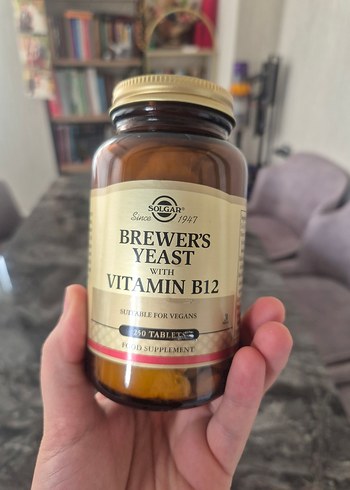 SOLGAR®
Since 1947
BREWER'S
YEAST
WITH
VITAMIN B12
SUITABLE FOR VEGANS
250 TABLETS
FOOD SUPPLEMENT